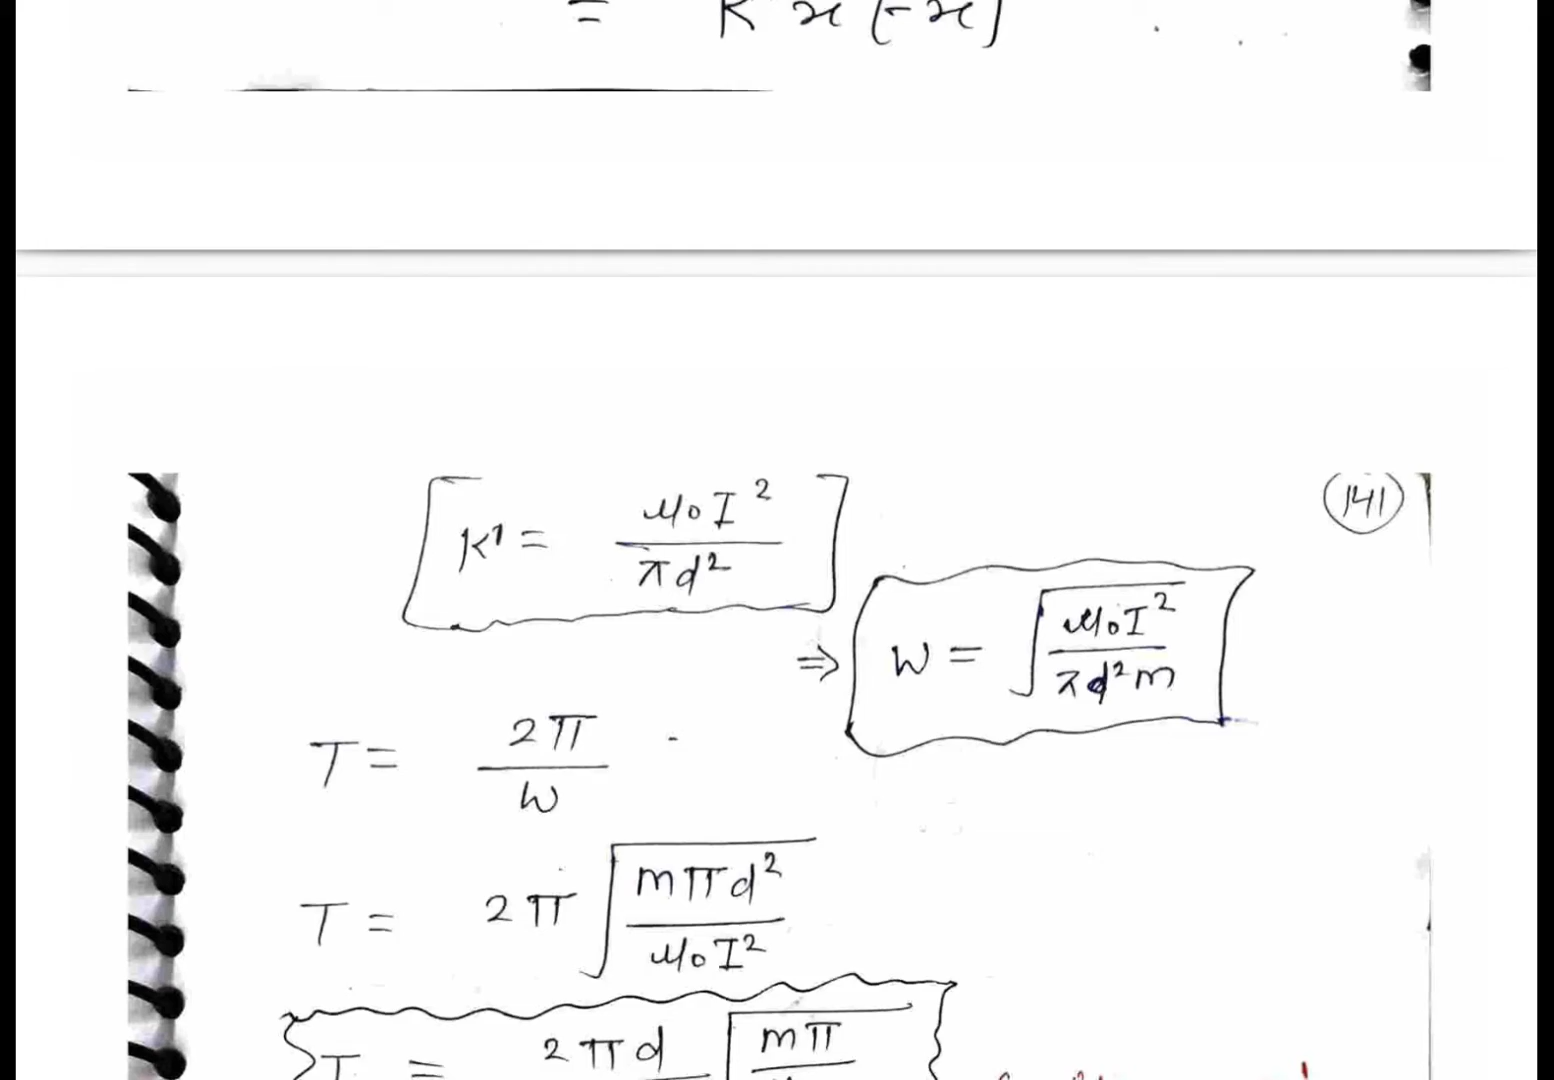 = K x (-x)
(141)
K' = μ₀I² / πd²
⇒ W = √(μ₀I² / πd²m)
T = 2π / W
T = 2π √(mπd² / μ₀I²)
T = 2πd √(mπ